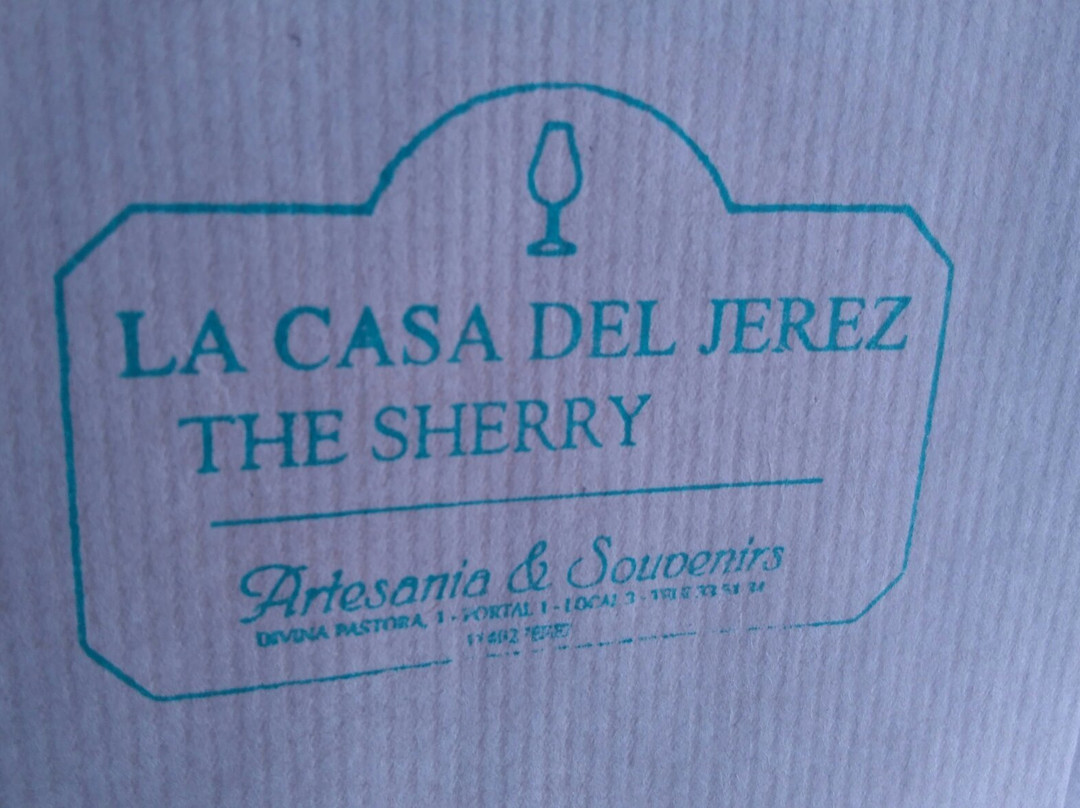 LA CASA DEL JEREZ
THE SHERRY
Artesania & Souvenirs
DIVINA PASTORA, 1 - PORTAL 1 - LOCAL 3 -